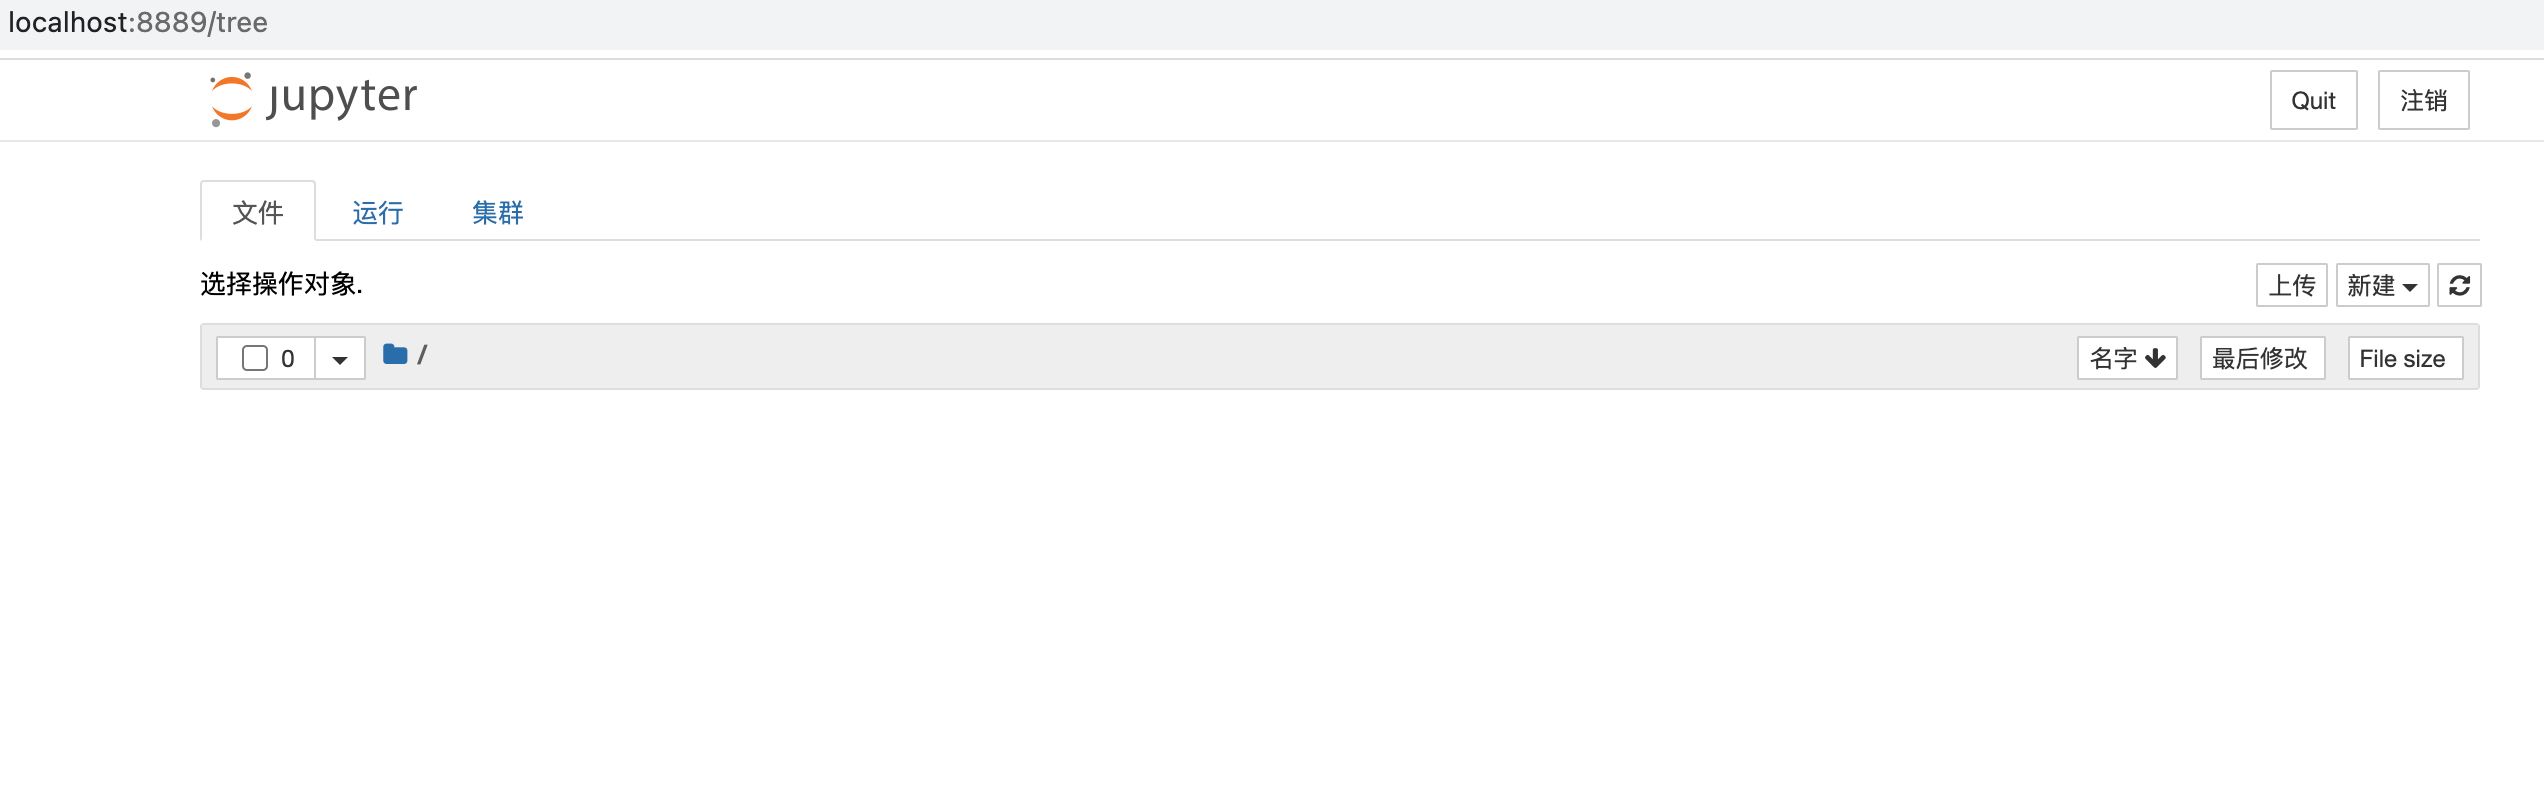 localhost:8889/tree
jupyter
Quit 注销
文件 运行 集群
选择操作对象.
上传 新建
0 / 名字 最后修改 File size